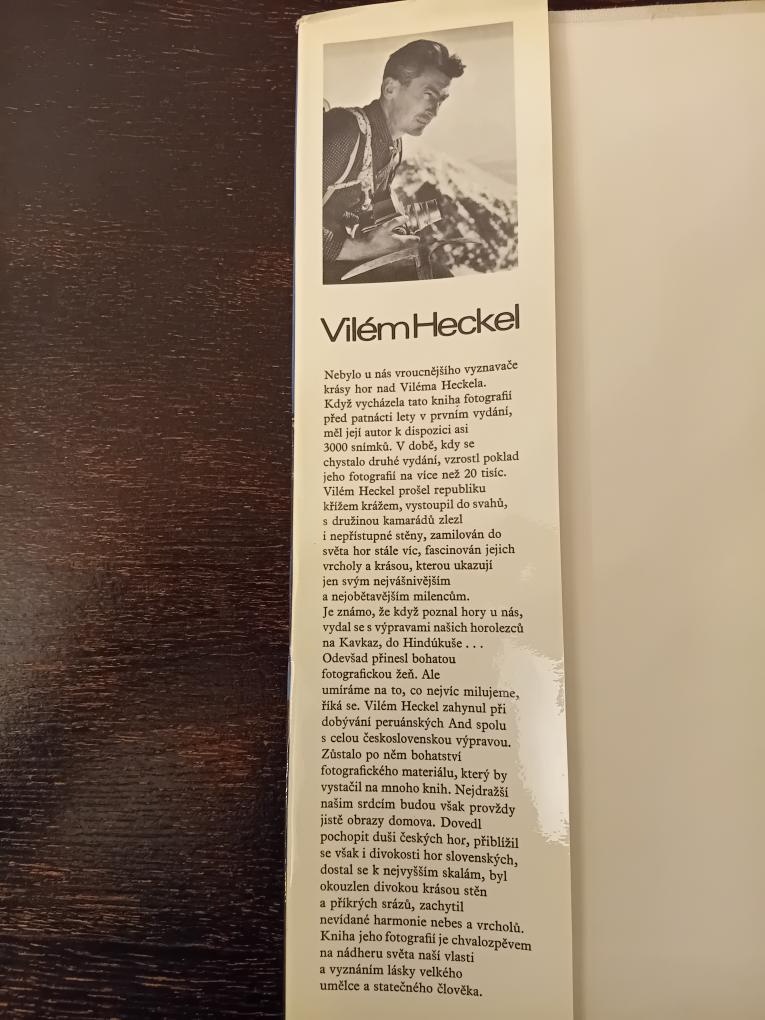 Vilém Heckel
Nebylo u nás vroucnějšího vyznavače
krásy hor nad Viléma Heckela.
Když vycházela tato kniha fotografií
před patnácti lety v prvním vydání,
měl její autor k dispozici asi
3000 snímků. V době, kdy se
chystalo druhé vydání, vzrostl poklad
jeho fotografií na více než 20 tisíc.
Vilém Heckel prošel republiku
křížem krážem, vystoupil do svahů,
s družinou kamarádů zlezl
i nepřístupné stěny, zamilován do
světa hor stále víc, fascinován jejich
vrcholy a krásou, kterou ukazují
jen svým nejvášnivějším
a nejobětavějším milencům.
Je známo, že když poznal hory u nás,
vydal se s výpravami našich horolezců
na Kavkaz, do Hindúkuše . . .
Odevšad přinesl bohatou
fotografickou žeň. Ale
umíráme na to, co nejvíc milujeme,
říká se. Vilém Heckel zahynul při
dobývání peruánských And spolu
s celou československou výpravou.
Zůstalo po něm bohatství
fotografického materiálu, který by
vystačil na mnoho knih. Nejdražší
našim srdcím budou však provždy
jistě obrazy domova. Dovedl
pochopit duši českých hor, přiblížil
se však i divokosti hor slovenských,
dostal se k nejvyšším skalám, byl
okouzlen divokou krásou stěn
a příkrých srázů, zachytil
nevídané harmonie nebes a vrcholů.
Kniha jeho fotografií je chvalozpěvem
na nádheru světa naší vlasti
a vyznáním lásky velkého
umělce a statečného člověka.